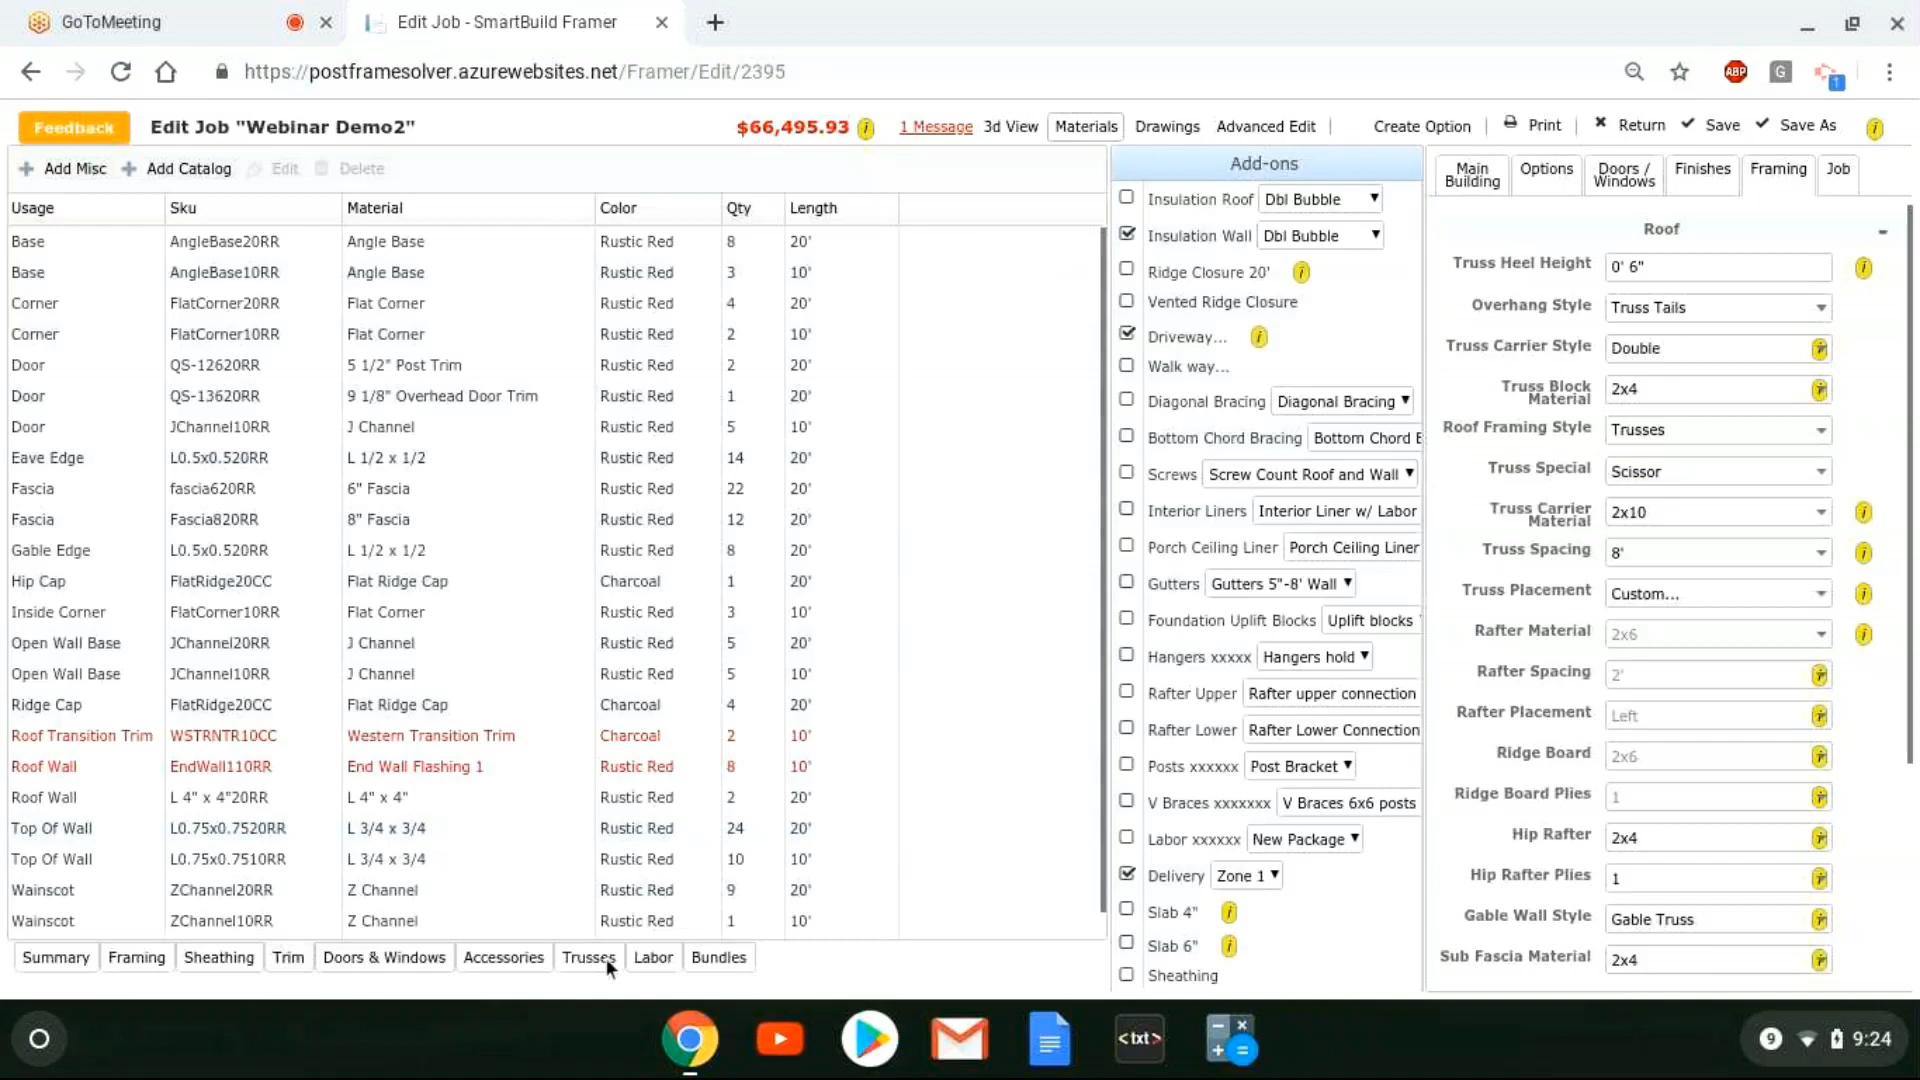 GoToMeeting
Edit Job - SmartBuild Framer
https://postframesolver.azurewebsites.net/Framer/Edit/2395
ABP
G
1
Feedback
Edit Job "Webinar Demo2"
$66,495.93
1 Message
3d View
Materials
Drawings
Advanced Edit
Create Option
Print
Return
Save
Save As
Add Misc
Add Catalog
Edit
Delete
Usage Sku Material Color Qty Length
Base AngleBase20RR Angle Base Rustic Red 8 20'
Base AngleBase10RR Angle Base Rustic Red 3 10'
Corner FlatCorner20RR Flat Corner Rustic Red 4 20'
Corner FlatCorner10RR Flat Corner Rustic Red 2 10'
Door QS-12620RR 5 1/2" Post Trim Rustic Red 2 20'
Door QS-13620RR 9 1/8" Overhead Door Trim Rustic Red 1 20'
Door JChannel10RR J Channel Rustic Red 5 10'
Eave Edge L0.5x0.520RR L 1/2 x 1/2 Rustic Red 14 20'
Fascia fascia620RR 6" Fascia Rustic Red 22 20'
Fascia Fascia820RR 8" Fascia Rustic Red 12 20'
Gable Edge L0.5x0.520RR L 1/2 x 1/2 Rustic Red 8 20'
Hip Cap FlatRidge20CC Flat Ridge Cap Charcoal 1 20'
Inside Corner FlatCorner10RR Flat Corner Rustic Red 3 10'
Open Wall Base JChannel20RR J Channel Rustic Red 5 20'
Open Wall Base JChannel10RR J Channel Rustic Red 5 10'
Ridge Cap FlatRidge20CC Flat Ridge Cap Charcoal 4 20'
Roof Transition Trim WSTRNTR10CC Western Transition Trim Charcoal 2 10'
Roof Wall EndWall110RR End Wall Flashing 1 Rustic Red 8 10'
Roof Wall L 4" x 4"20RR L 4" x 4" Rustic Red 2 20'
Top Of Wall L0.75x0.7520RR L 3/4 x 3/4 Rustic Red 24 20'
Top Of Wall L0.75x0.7510RR L 3/4 x 3/4 Rustic Red 10 10'
Wainscot ZChannel20RR Z Channel Rustic Red 9 20'
Wainscot ZChannel10RR Z Channel Rustic Red 1 10'
Summary
Framing
Sheathing
Trim
Doors & Windows
Accessories
Trusses
Labor
Bundles
Add-ons
Insulation Roof Dbl Bubble
Insulation Wall Dbl Bubble
Ridge Closure 20'
Vented Ridge Closure
Driveway...
Walk way...
Diagonal Bracing Diagonal Bracing
Bottom Chord Bracing Bottom Chord B
Screws Screw Count Roof and Wall
Interior Liners Interior Liner w/ Labor
Porch Ceiling Liner Porch Ceiling Liner
Gutters Gutters 5"-8' Wall
Foundation Uplift Blocks Uplift blocks
Hangers xxxxx Hangers hold
Rafter Upper Rafter upper connection
Rafter Lower Rafter Lower Connection
Posts xxxxxx Post Bracket
V Braces xxxxxxx V Braces 6x6 posts
Labor xxxxxx New Package
Delivery Zone 1
Slab 4"
Slab 6"
Sheathing
Main
Building
Options
Doors /
Windows
Finishes
Framing
Job
Roof
Truss Heel Height 0' 6"
Overhang Style Truss Tails
Truss Carrier Style Double
Truss Block
Material 2x4
Roof Framing Style Trusses
Truss Special Scissor
Truss Carrier
Material 2x10
Truss Spacing 8'
Truss Placement Custom...
Rafter Material 2x6
Rafter Spacing 2'
Rafter Placement Left
Ridge Board 2x6
Ridge Board Plies 1
Hip Rafter 2x4
Hip Rafter Plies 1
Gable Wall Style Gable Truss
Sub Fascia Material 2x4
<txt>
9
9:24